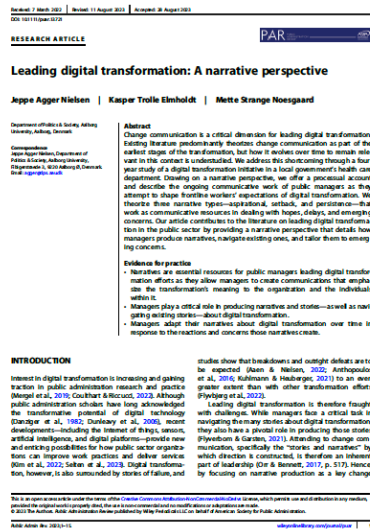 Received: 7 March 2022 | Revised: 11 August 2023 | Accepted: 28 August 2023
DOI: 10.1111/puar.13721
RESEARCH ARTICLE
PAR
Leading digital transformation: A narrative perspective
Jeppe Agger Nielsen | Kasper Trolle Elmholdt | Mette Strange Noesgaard
Department of Politics & Society, Aalborg
University, Aalborg, Denmark
Correspondence
Jeppe Agger Nielsen, Department of
Politics & Society, Aalborg University,
9220 Aalborg Ø, Denmark.
Email: agger@dps.aau.dk
Abstract
Change communication is a critical dimension for leading digital transformation.
Existing literature predominantly theorizes change communication as part of the
earliest stages of the transformation, but how it evolves over time to remain rele-
vant in this context is understudied. We address this shortcoming through a four-
year study of a digital transformation initiative in a local government's health care
department. Drawing on a narrative perspective, we offer a processual account
and describe the ongoing communicative work of public managers as they
attempt to shape frontline workers' expectations of digital transformation. We
theorize three narrative types—aspirational, setback, and persistence—that
work as communicative resources in dealing with hopes, delays, and emerging
concerns. Our article contributes to the literature on leading digital transforma-
tion in the public sector by providing a narrative perspective that details how
managers produce narratives, navigate existing ones, and tailor them to emerg-
ing concerns.
Evidence for practice
• Narratives are essential resources for public managers leading digital transfor-
mation efforts as they allow managers to create communications that empha-
size the transformation's meaning to the organization and the individuals
within it.
• Managers play a critical role in producing narratives and stories—as well as navi-
gating existing stories—about digital transformation.
• Managers adapt their narratives about digital transformation over time in
response to the reactions and concerns those narratives create.
INTRODUCTION
Interest in digital transformation is increasing and gaining
traction in public administration research and practice
(Mergel et al., 2019; Coulthart & Riccucci, 2022). Although
public administration scholars have long acknowledged
the transformative potential of digital technology
(Danziger et al., 1982; Dunleavy et al., 2006), recent
developments—including the Internet of things, sensors,
artificial intelligence, and digital platforms—provide new
and enticing possibilities for how public sector organiza-
tions can improve work practices and deliver services
(Kim et al., 2022; Selten et al., 2023). Digital transforma-
tion, however, is also surrounded by stories of failure, and
studies show that breakdowns and outright defeats are to
be expected (Aaen & Nielsen, 2022; Anthopoulos
et al., 2016; Kuhlmann & Heuberger, 2021) to an even
greater extent than with other transformation efforts
(Flyvbjerg et al., 2022).
Leading digital transformation is therefore fraught
with challenges. While managers face a critical task in
navigating the many stories about digital transformation,
they also have a pivotal role in producing those stories
(Flyverbom & Garsten, 2021). Attending to change com-
munication, specifically the "stories and narratives" by
which direction is constructed, is therefore an inherent
part of leadership (Orr & Bennett, 2017, p. 517). Hence,
by focusing on narrative production as a key change
This is an open access article under the terms of the Creative Commons Attribution-NonCommercial-NoDerivs License, which permits use and distribution in any medium,
provided the original work is properly cited, the use is non-commercial and no modifications or adaptations are made.
© 2023 The Authors. Public Administration Review published by Wiley Periodicals LLC on behalf of American Society for Public Administration.
Public Admin Rev. 2023;1–15.
wileyonlinelibrary.com/journal/puar